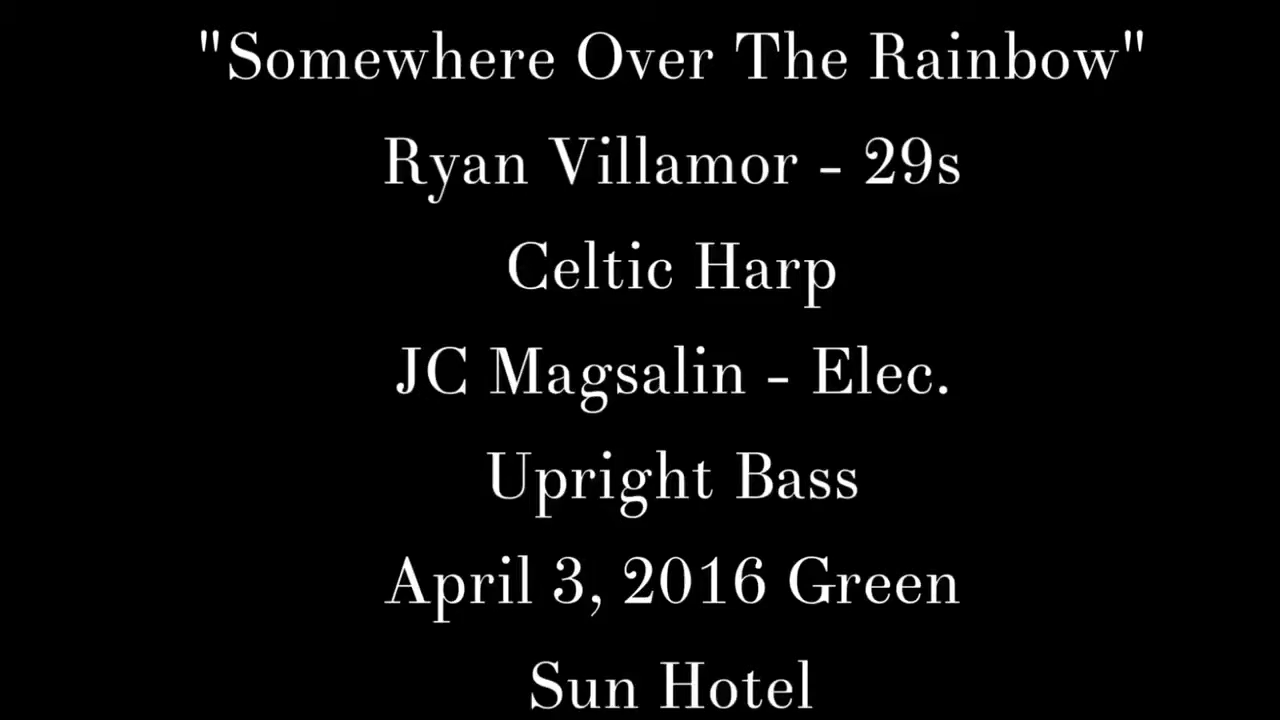 "Somewhere Over The Rainbow"
Ryan Villamor - 29s
Celtic Harp
JC Magsalin - Elec.
Upright Bass
April 3, 2016 Green
Sun Hotel